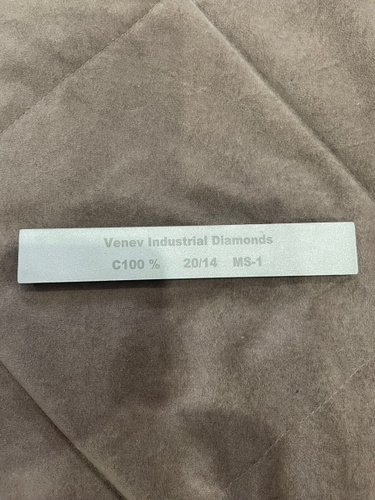 Venev Industrial Diamonds
C100 % 20/14 MS-1